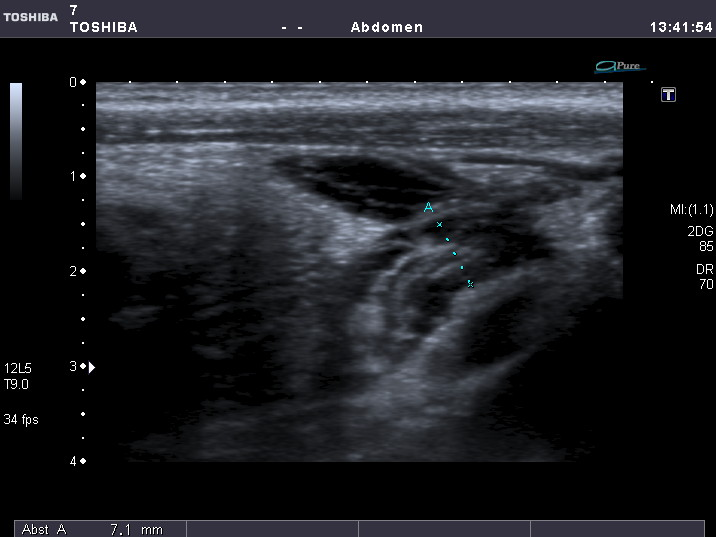 TOSHIBA
7
TOSHIBA - - Abdomen 13:41:54
aPure
T
0
1
A
MI:(1.1)
2DG
85
2
DR
70
3
12L5
T9.0
34 fps
4
Abst A 7.1 mm